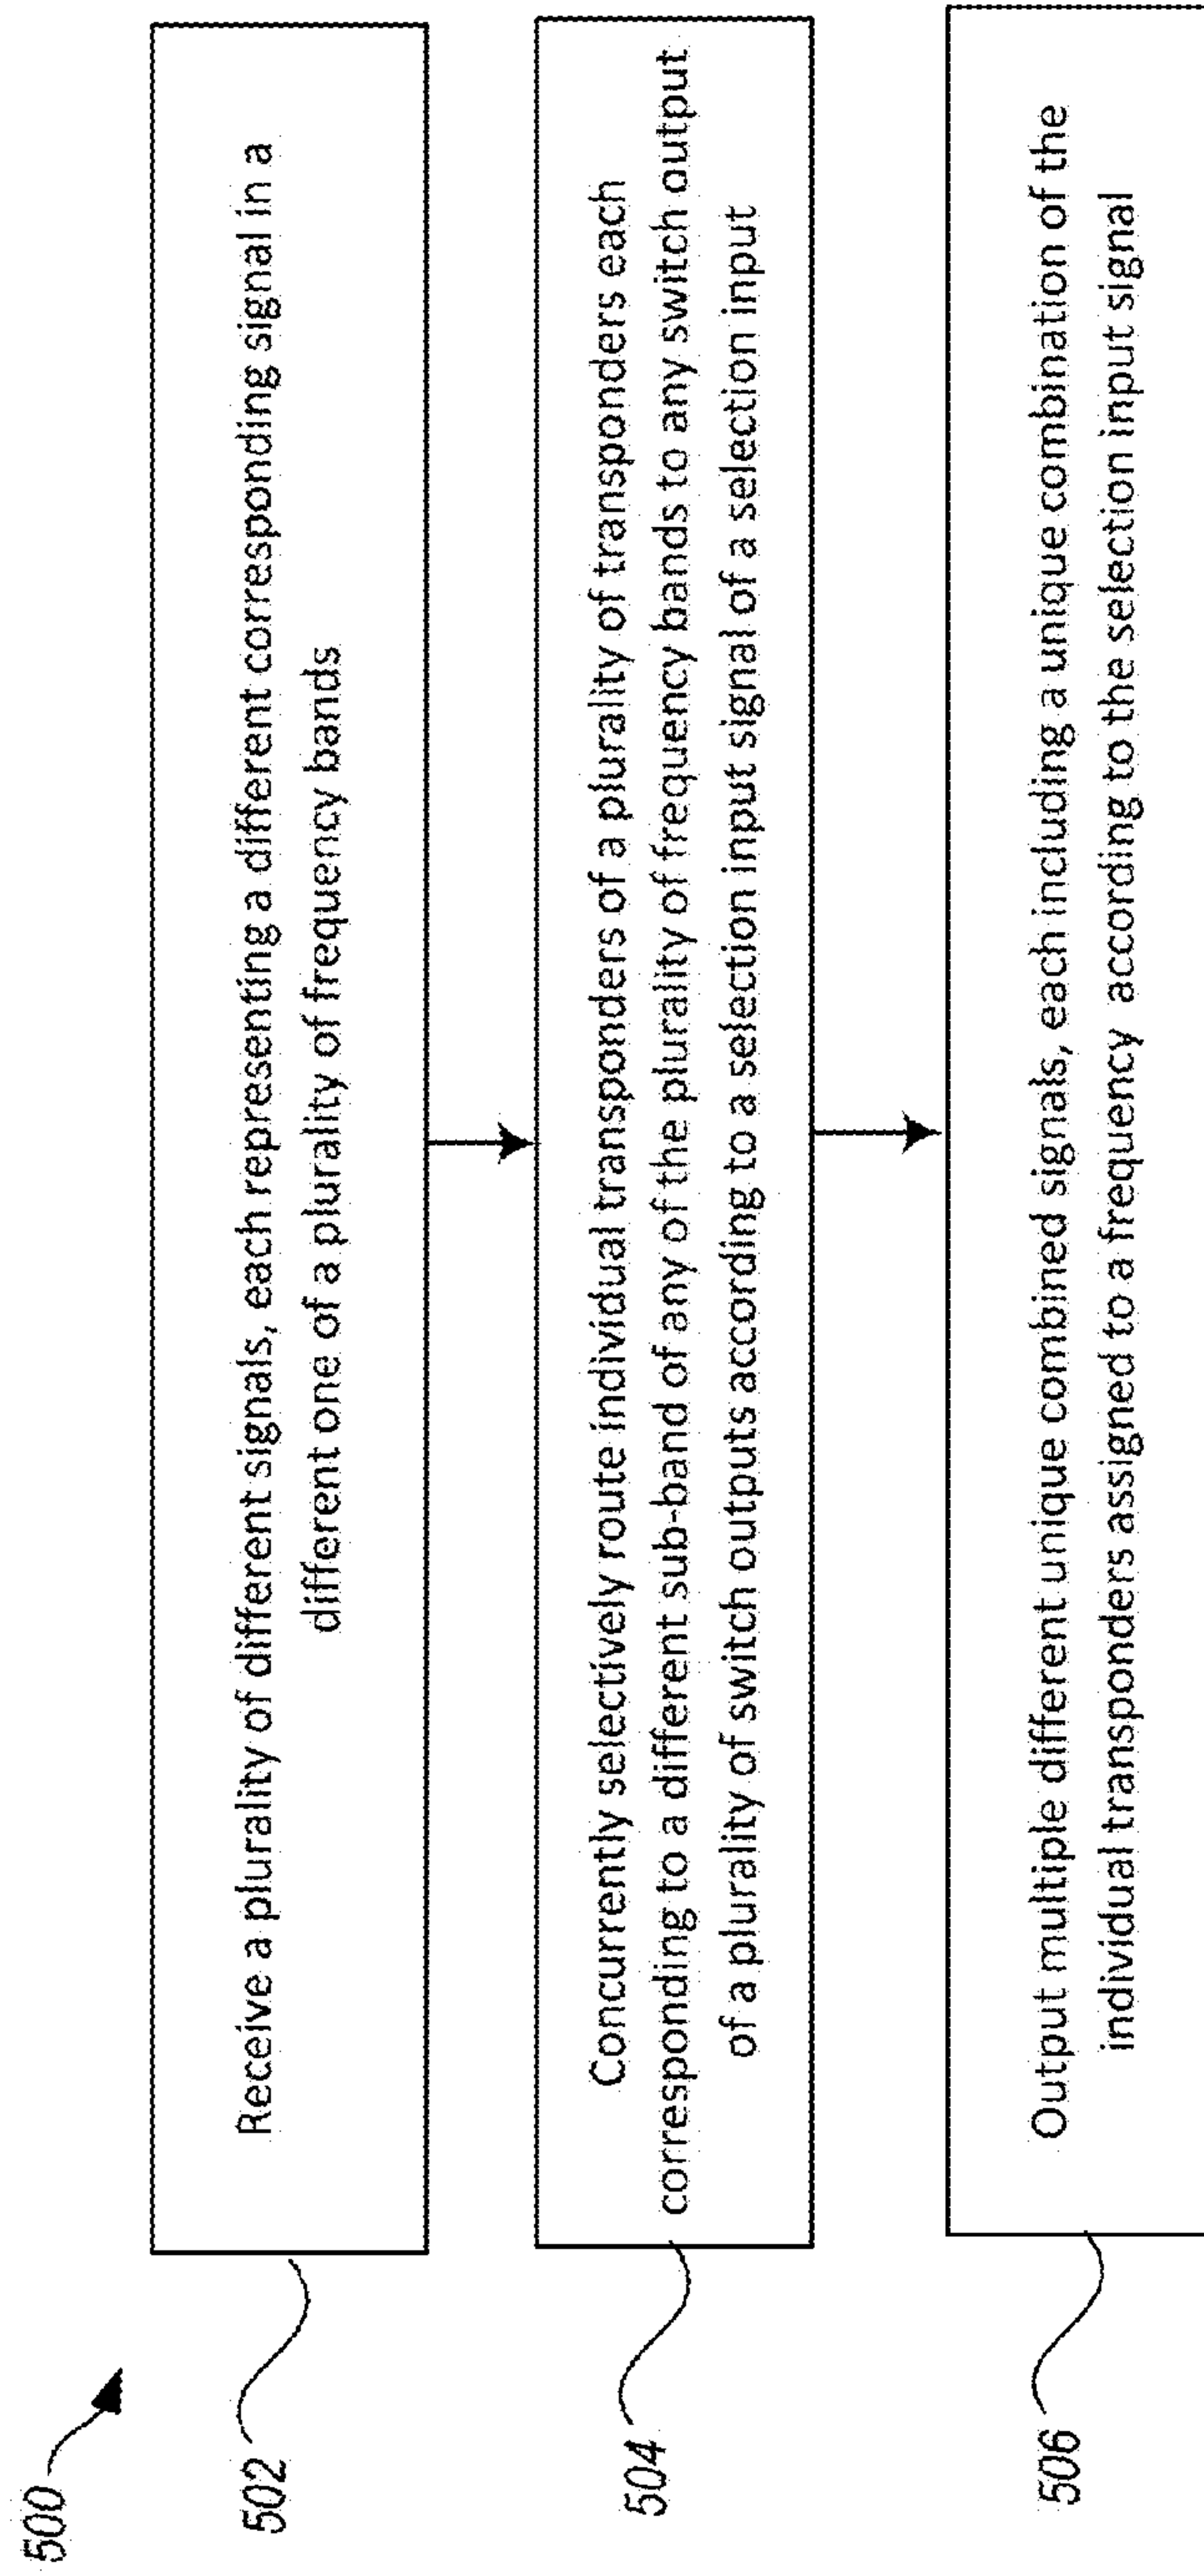 500
502
Receive a plurality of different signals, each representing a different corresponding signal in a
different one of a plurality of frequency bands
504
Concurrently selectively route individual transponders of a plurality of transponders each
corresponding to a different sub-band of any of the plurality of frequency bands to any switch output
of a plurality of switch outputs according to a selection input signal of a selection input
506
Output multiple different unique combined signals, each including a unique combination of the
individual transponders assigned to a frequency according to the selection input signal